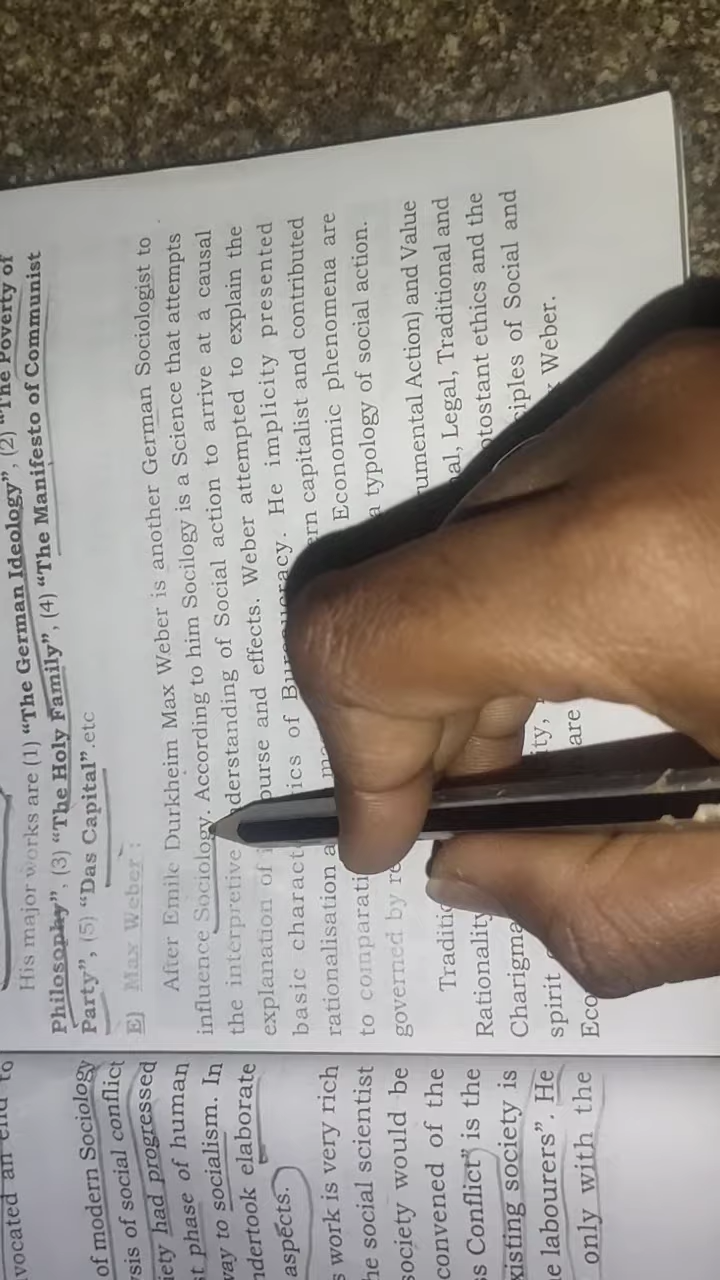 vocated an end to
of modern Sociology
ysis of social conflict
iety had progressed
t phase of human
way to socialism. In
ndertook elaborate
aspects.
s work is very rich
he social scientist
society would be
convened of the
ss Conflict" is the
xisting society is
e labourers". He
only with the
His major works are (1) "The German Ideology", (2) "The Poverty of
Philosophy", (3) "The Holy Family", (4) "The Manifesto of Communist
Party", (5) "Das Capital".etc
E) Max Weber :
After Emile Durkheim Max Weber is another German Sociologist to
influence Sociology. According to him Socilogy is a Science that attempts
the interpretive derstanding of Social action to arrive at a causal
explanation of ourse and effects. Weber attempted to explain the
basic charact ics of Bureaucracy. He implicity presented
rationalisation a ern capitalist and contributed
to comparati Economic phenomena are
governed by re a typology of social action.
Traditio umental Action) and Value
Rationality al, Legal, Traditional and
Charigma otostant ethics and the
spirit ity, ciples of Social and
Eco are Weber.